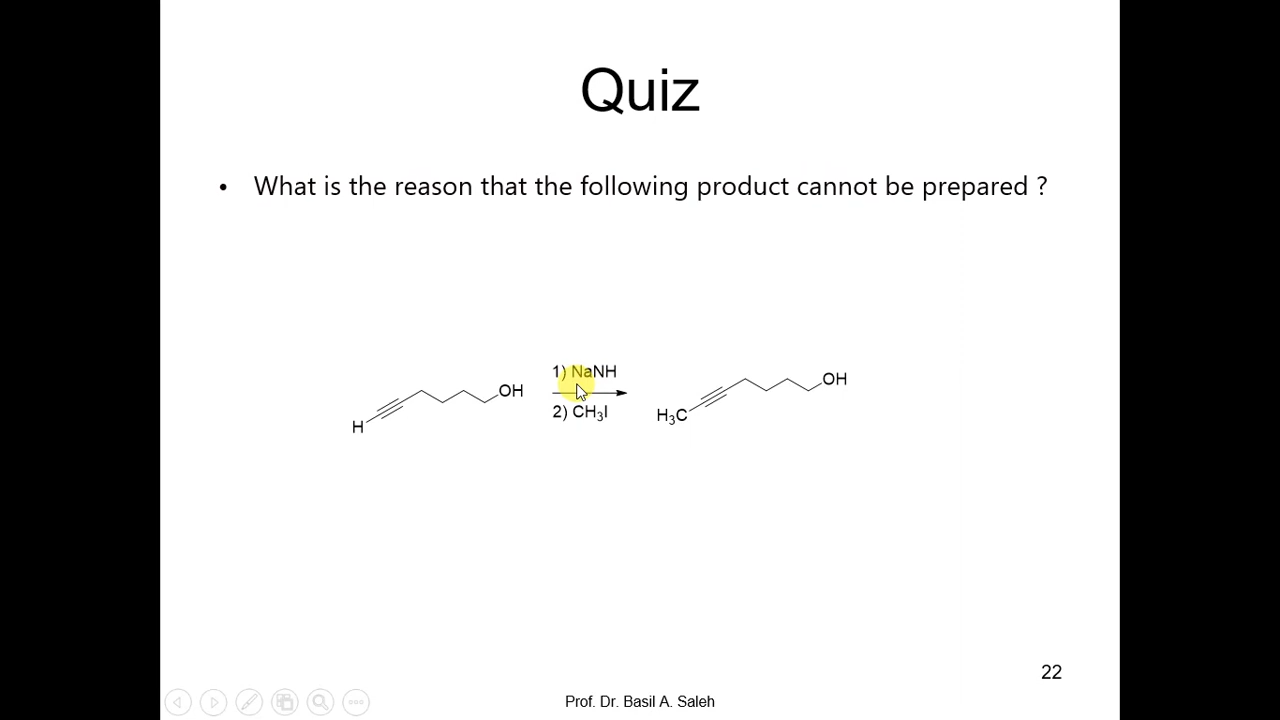 Quiz
• What is the reason that the following product cannot be prepared ?
1) NaNH
2) CH₃I
H
OH
H₃C
OH
22
Prof. Dr. Basil A. Saleh